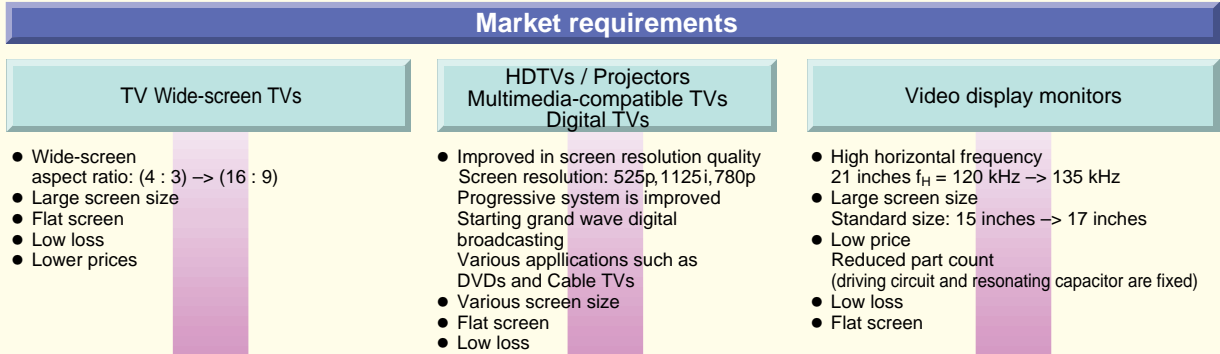 Market requirements
TV Wide-screen TVs
● Wide-screen
aspect ratio: (4 : 3) –> (16 : 9)
● Large screen size
● Flat screen
● Low loss
● Lower prices
HDTVs / Projectors
Multimedia-compatible TVs
Digital TVs
● Improved in screen resolution quality
Screen resolution: 525p,1125i,780p
Progressive system is improved
Starting grand wave digital
broadcasting
Various appllications such as
DVDs and Cable TVs
● Various screen size
● Flat screen
● Low loss
Video display monitors
● High horizontal frequency
21 inches fH = 120 kHz –> 135 kHz
● Large screen size
Standard size: 15 inches –> 17 inches
● Low price
Reduced part count
(driving circuit and resonating capacitor are fixed)
● Low loss
● Flat screen